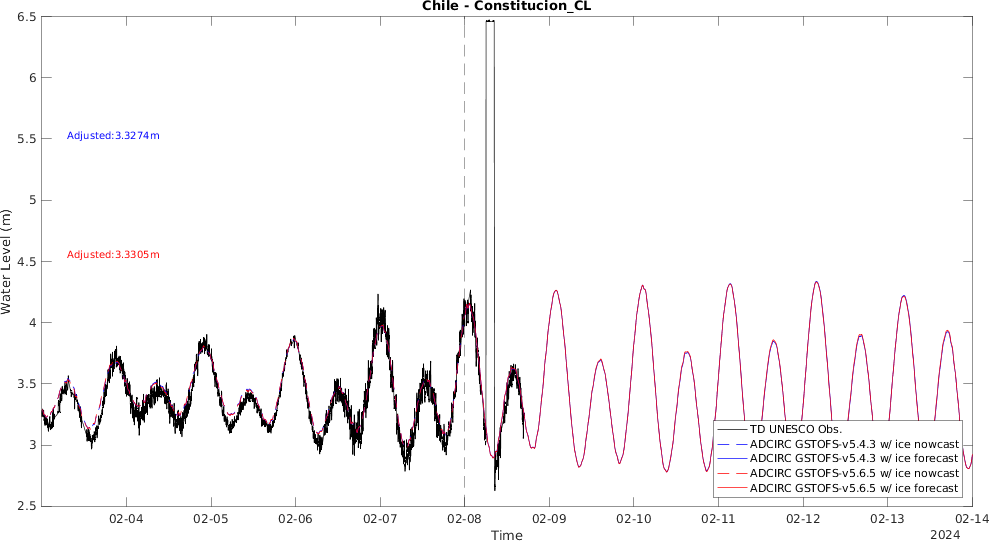 Chile - Constitucion_CL
6.5
6
5.5
5
4.5
4
3.5
3
2.5
Water Level (m)
Adjusted:3.3274m
Adjusted:3.3305m
TD UNESCO Obs.
ADCIRC GSTOFS-v5.4.3 w/ ice nowcast
ADCIRC GSTOFS-v5.4.3 w/ ice forecast
ADCIRC GSTOFS-v5.6.5 w/ ice nowcast
ADCIRC GSTOFS-v5.6.5 w/ ice forecast
02-04 02-05 02-06 02-07 02-08 02-09 02-10 02-11 02-12 02-13 02-14
Time
2024